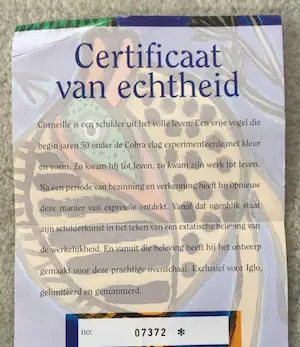 Certificaat
van echtheid
Corneille is een schilder uit het volle leven. Een vrije vogel die
begin jaren 50 onder de Cobra vlag experimenteerde met kleur
en vorm. Zo kwam hij tot leven, zo kwam zijn werk tot leven.
Na een periode van bezinning en verkenning heeft hij opnieuw
deze manier van expressie ontdekt. Vanaf dat ogenblik staat
zijn schilderkunst in het teken van een extatische beleving van
de werkelijkheid. En vanuit die beleving heeft hij het ontwerp
gemaakt voor deze prachtige ovenschaal. Exclusief voor Iglo,
gelimiteerd en genummerd.
no: 07372 *